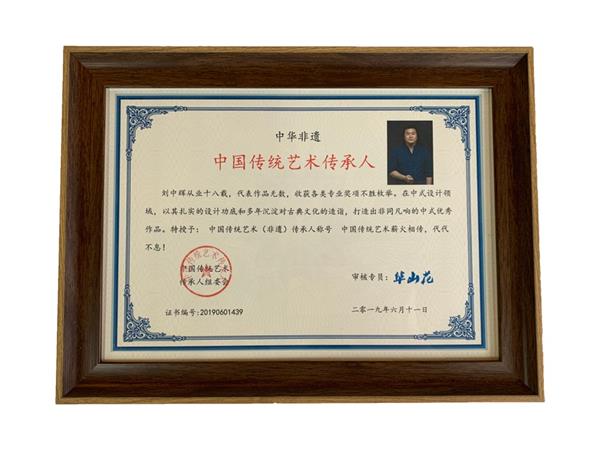 中华非遗
中国传统艺术传承人
刘中晖从业十八载,代表作品无数,收获各类专业奖项不胜枚举。在中式设计领
域,以其扎实的设计功底和多年沉淀对古典文化的造诣,打造出非同凡响的中式优秀
作品。特授予: 中国传统艺术(非遗)传承人称号 中国传统艺术薪火相传,代代
不息!
中国传统艺术
传承人组委会
审核专员:华山花
证书编号:20190601439
二零一九年六月十一日